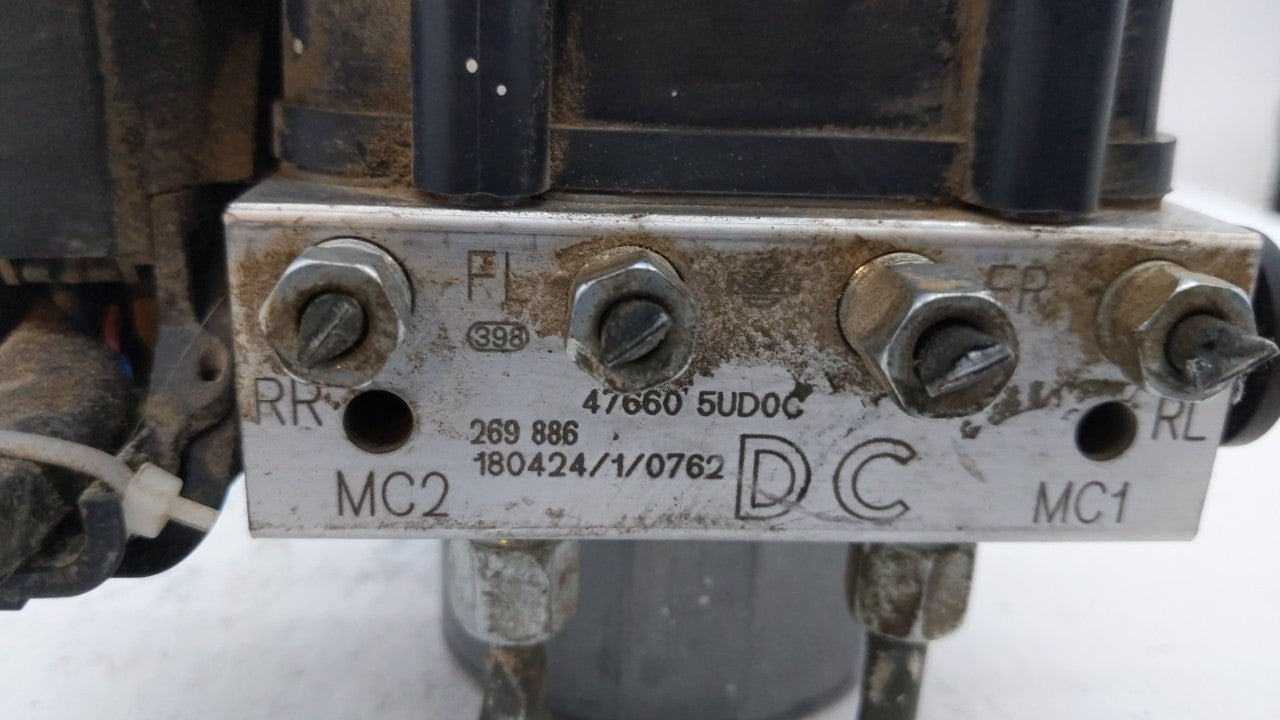 FL FR
398
RR 47660 5UD0C RL
269 886
180424/1/0762 DC
MC2 MC1